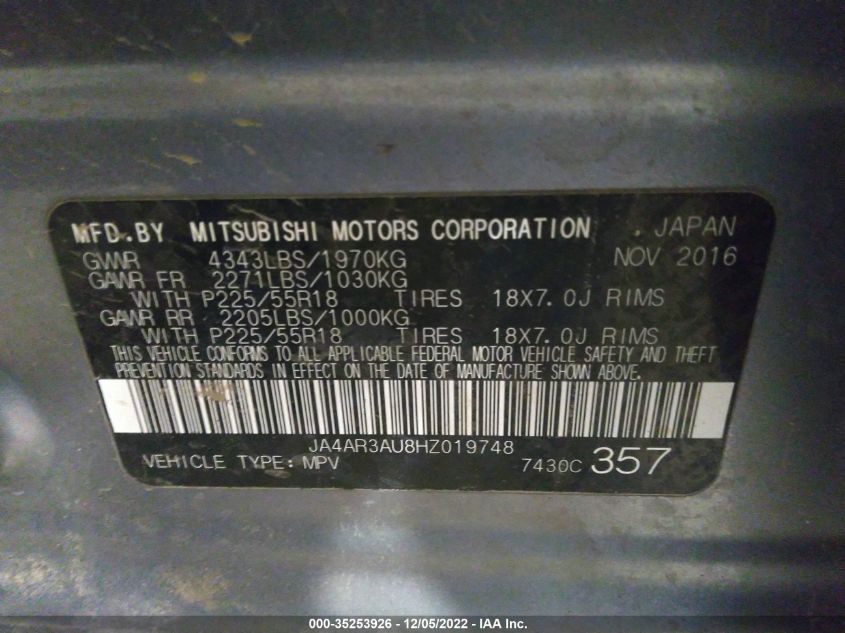 MFD.BY MITSUBISHI MOTORS CORPORATION . JAPAN
GVWR 4343LBS/1970KG NOV 2016
GAWR FR 2271LBS/1030KG
WITH P225/55R18 TIRES 18X7.0J RIMS
GAWR RR 2205LBS/1000KG
WITH P225/55R18 TIRES 18X7.0J RIMS
THIS VEHICLE CONFORMS TO ALL APPLICABLE FEDERAL MOTOR VEHICLE SAFETY AND THEFT
PREVENTION STANDARDS IN EFFECT ON THE DATE OF MANUFACTURE SHOWN ABOVE.
JA4AR3AU8HZ019748
VEHICLE TYPE: MPV 7430C 357
000-35253926 - 12/05/2022 - IAA Inc.